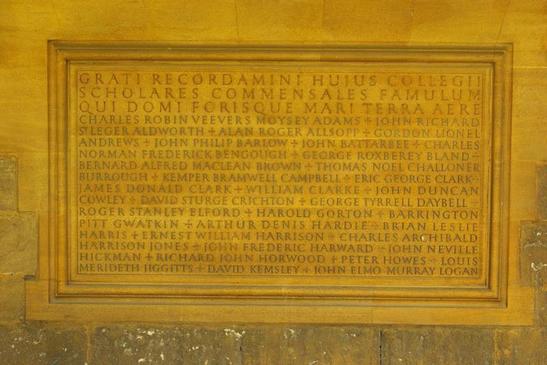 GRATI RECORDAMINI HUIUS COLLEGII
SCHOLARES COMMENSALES FAMULUM
QUI DOMI FORISQUE MARI TERRA AERE
CHARLES ROBIN VEEVERS MOYSEY ADAMS + JOHN RICHARD
ST LEGER ALDWORTH + ALAN ROGER ALLSOPP + GORDON LIONEL
ANDREWS + JOHN PHILIP BARLOW + JOHN BATTARBEE + CHARLES
NORMAN FREDERICK BENGOUGH + GEORGE ROXBEREY BLAND +
BERNARD ALFRED MACLEAN BROWN + THOMAS NOEL CHALLONER
BURROUGH + KEMPER BRAMWELL CAMPBELL + ERIC GEORGE CLARK +
JAMES DONALD CLARK + WILLIAM CLARKE + JOHN DUNCAN
COWLEY + DAVID STURGE CRICHTON + GEORGE TYRRELL DAYBELL +
ROGER STANLEY ELFORD + HAROLD GORTON + BARRINGTON
PITT GWATKIN + ARTHUR DENIS HARDIE + BRIAN LESLIE
HARRIS + ERNEST WILLIAM HARRISON + CHARLES ARCHIBALD
HARRISON JONES + JOHN FREDERIC HARWARD + JOHN NEVILLE
HICKMAN + RICHARD JOHN HORWOOD + PETER HOWES + LOUIS
MERIDETH JIGGITTS + DAVID KEMSLEY + JOHN ELMO MURRAY LOGAN